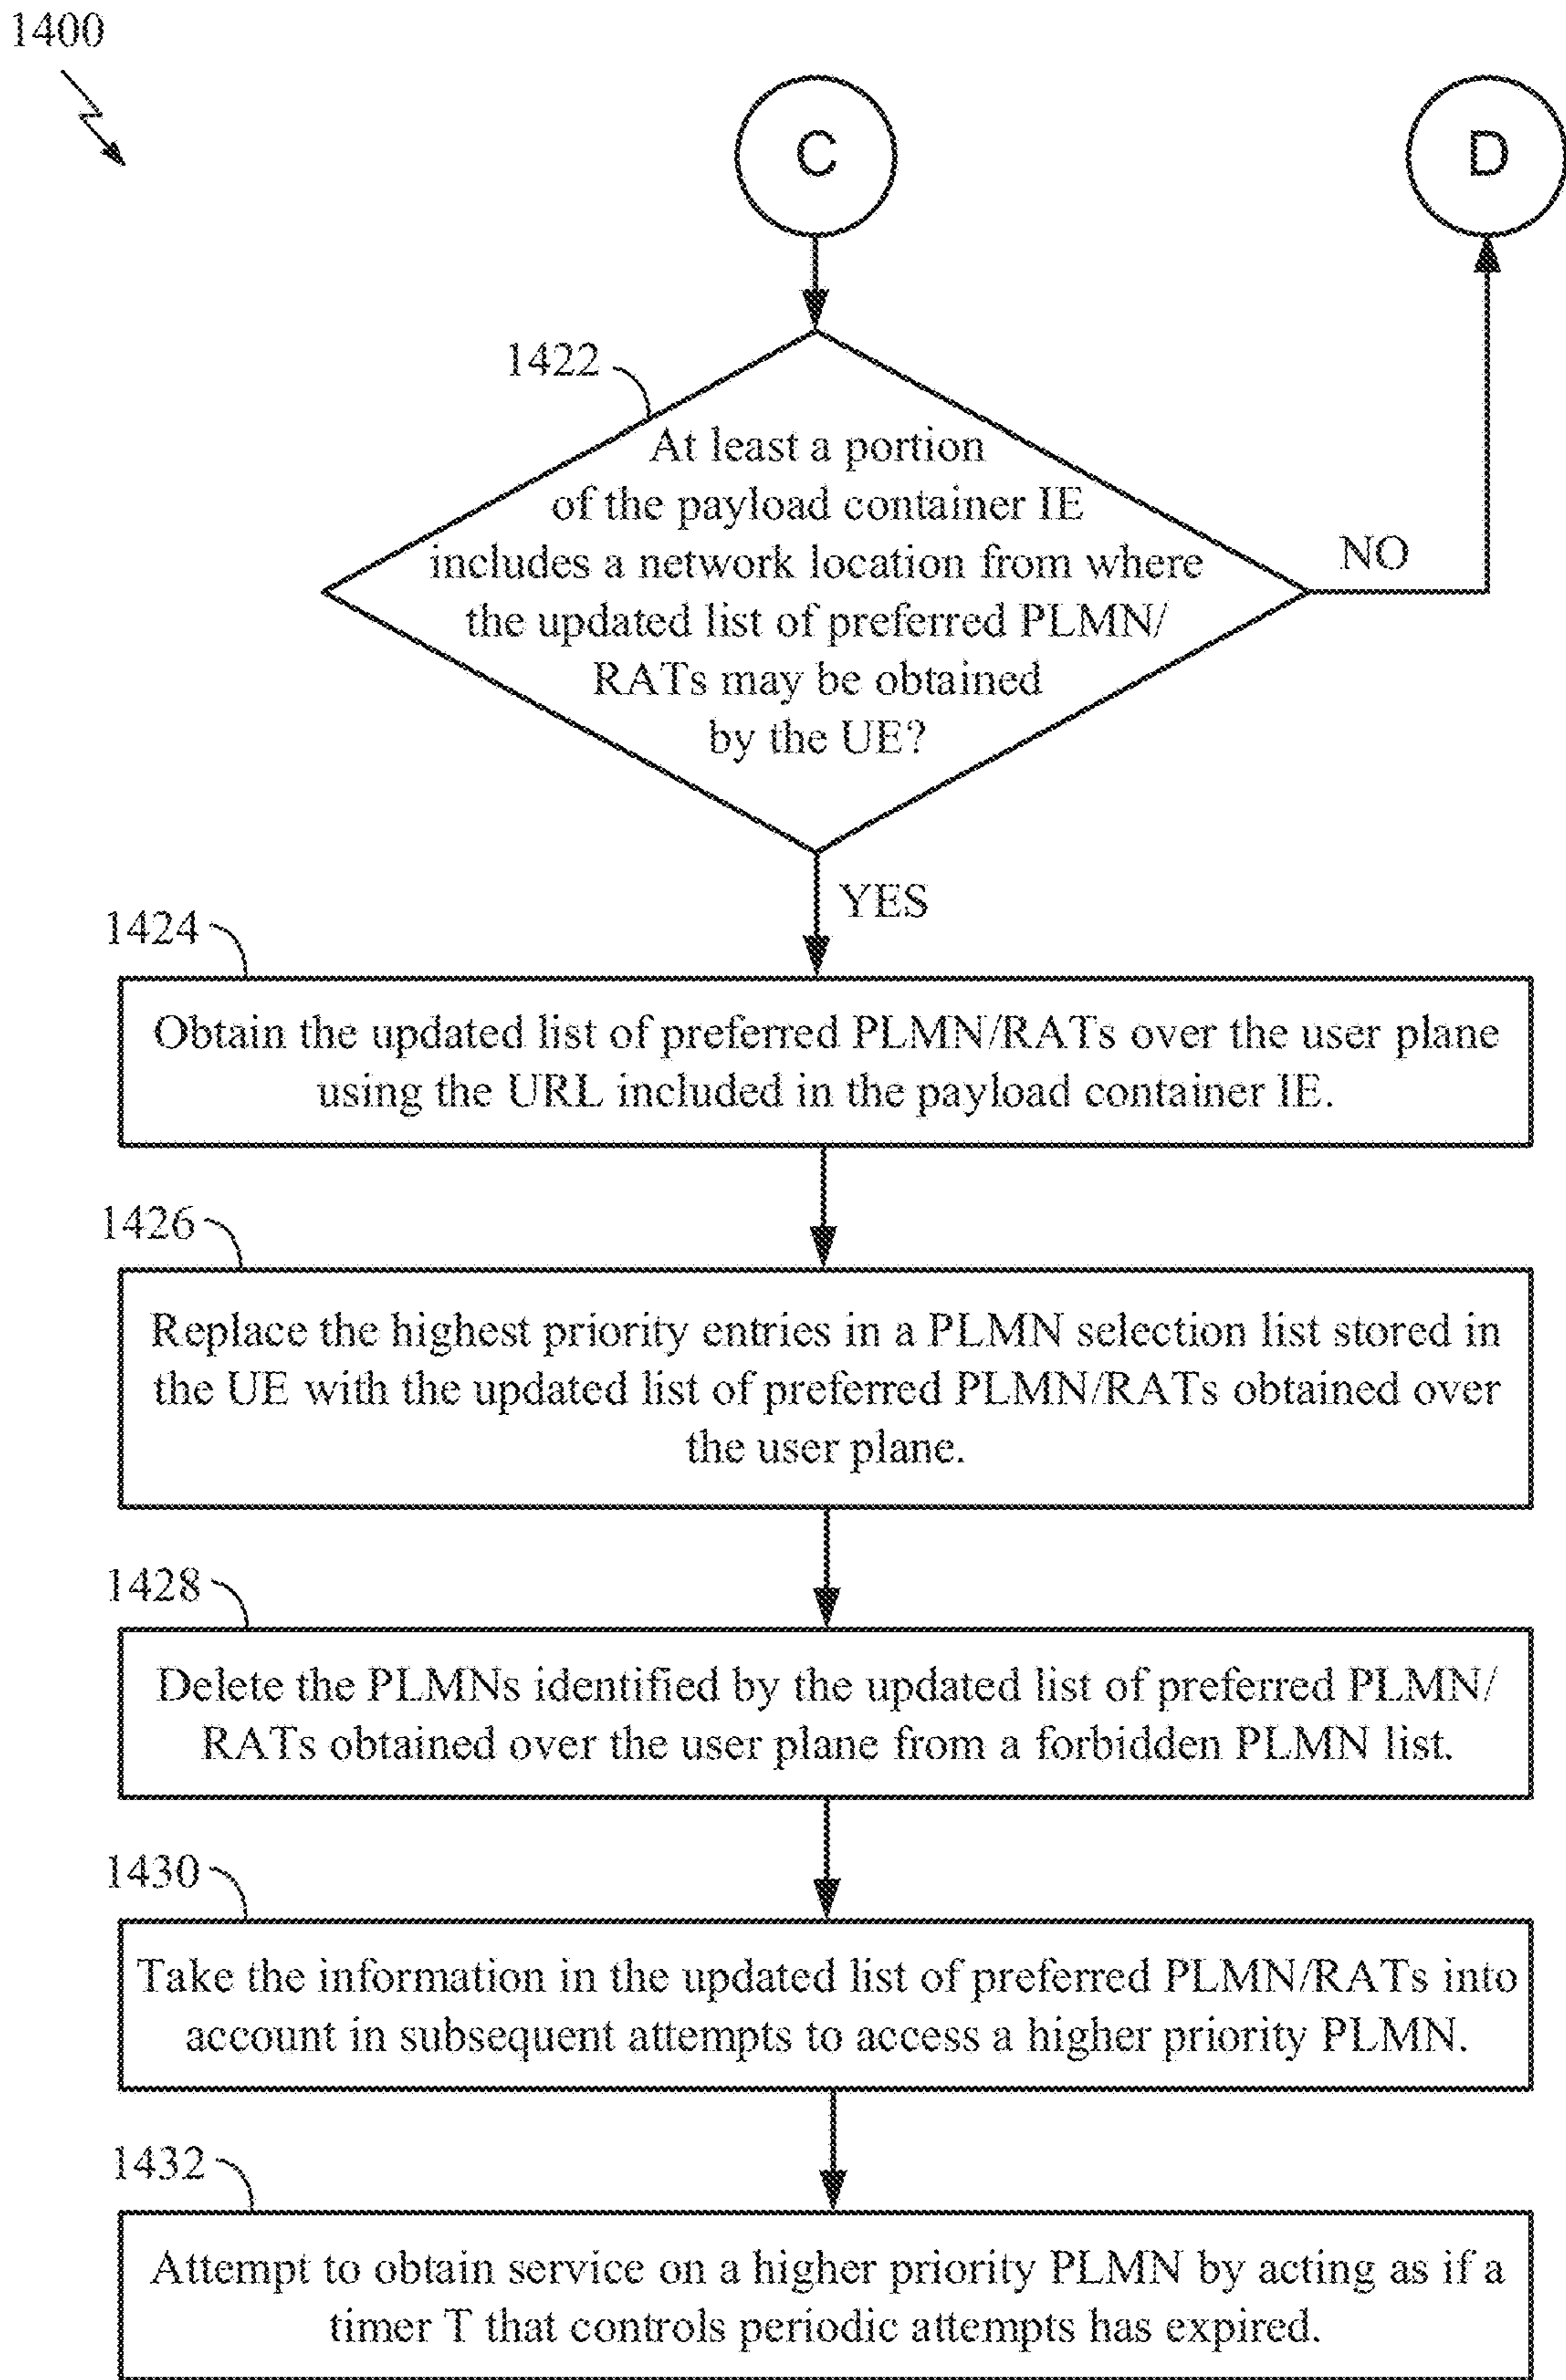 1400
C
D
1422
At least a portion
of the payload container IE
includes a network location from where
the updated list of preferred PLMN/
RATs may be obtained
by the UE?
NO
YES
1424
Obtain the updated list of preferred PLMN/RATs over the user plane
using the URL included in the payload container IE.
1426
Replace the highest priority entries in a PLMN selection list stored in
the UE with the updated list of preferred PLMN/RATs obtained over
the user plane.
1428
Delete the PLMNs identified by the updated list of preferred PLMN/
RATs obtained over the user plane from a forbidden PLMN list.
1430
Take the information in the updated list of preferred PLMN/RATs into
account in subsequent attempts to access a higher priority PLMN.
1432
Attempt to obtain service on a higher priority PLMN by acting as if a
timer T that controls periodic attempts has expired.